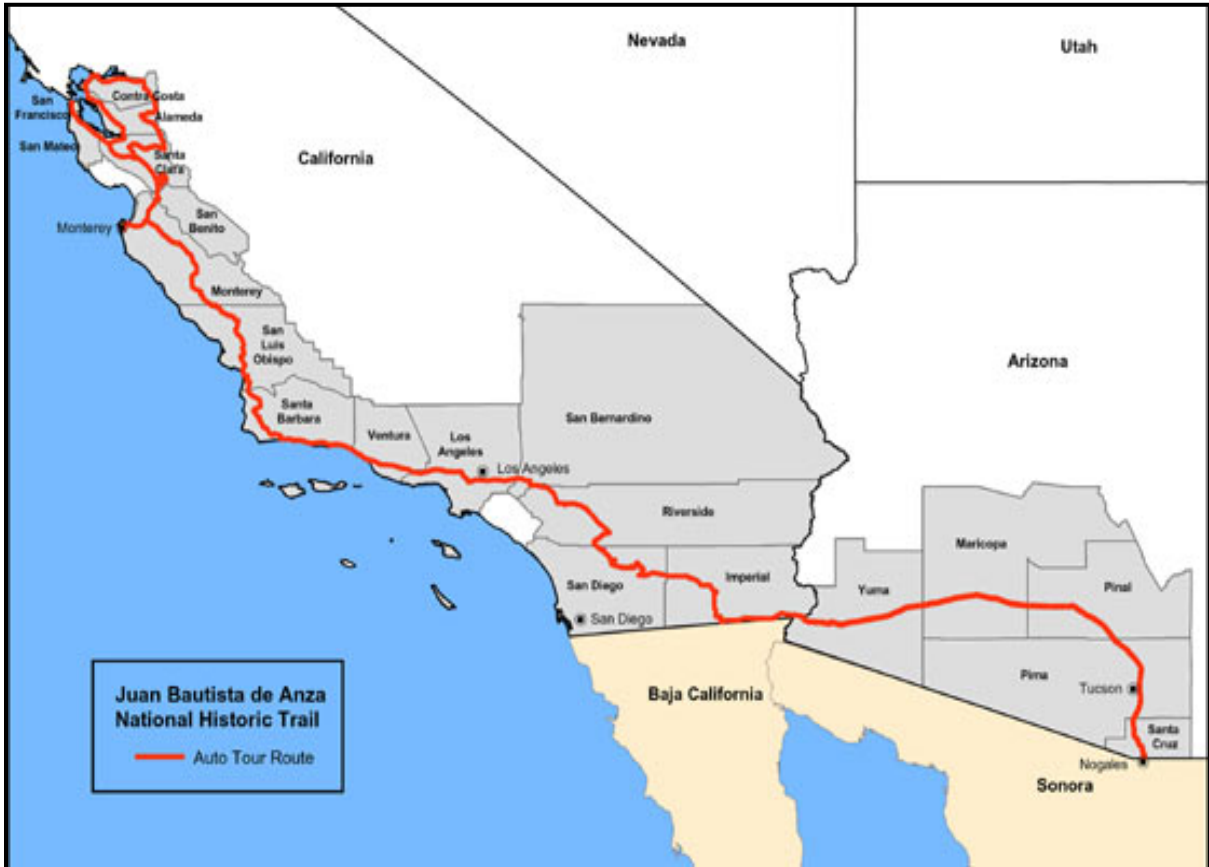 Nevada
Utah
California
Arizona
Contra Costa
San
Francisco
Alameda
San Mateo
Santa
Clara
San
Benito
Monterey
Monterey
San
Luis
Obispo
Santa
Barbara
Ventura
Los
Angeles
Los Angeles
San Bernardino
Riverside
San Diego
San Diego
Imperial
Yuma
Maricopa
Pinal
Pima
Tucson
Santa
Cruz
Nogales
Baja California
Sonora
Juan Bautista de Anza
National Historic Trail
Auto Tour Route